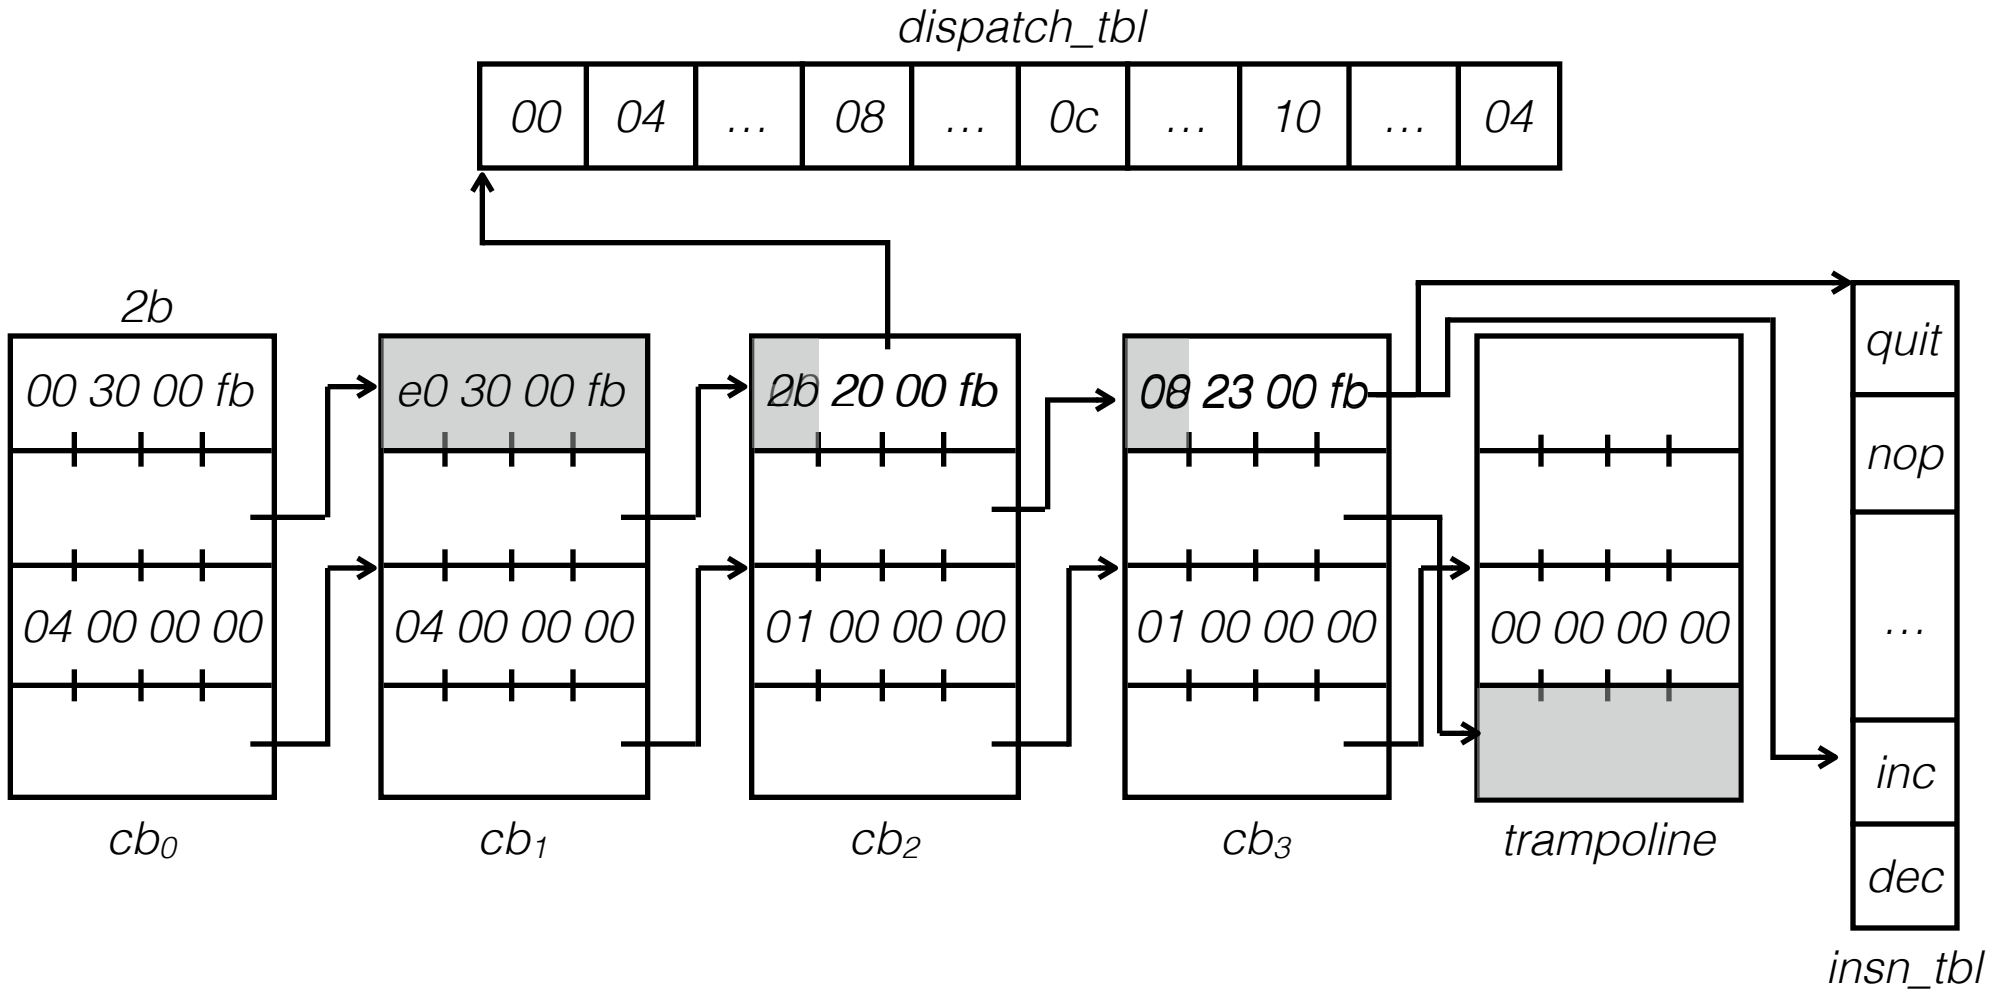 dispatch_tbl
00 04 ... 08 ... 0c ... 10 ... 04
2b
00 30 00 fb
04 00 00 00
cb0
e0 30 00 fb
04 00 00 00
cb1
2b 20 00 fb
01 00 00 00
cb2
08 23 00 fb
01 00 00 00
cb3
00 00 00 00
trampoline
quit
nop
...
inc
dec
insn_tbl